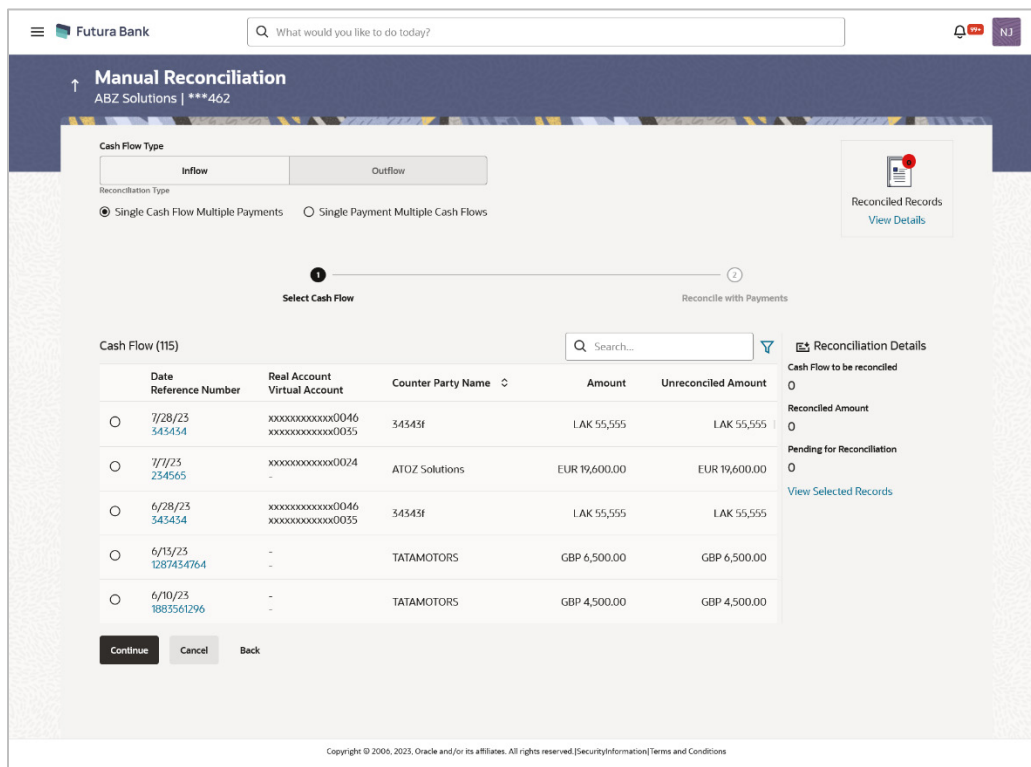 Futura Bank
What would you like to do today?
99+
NJ
Manual Reconciliation
ABZ Solutions | ***462
Cash Flow Type
Inflow Outflow
Reconciliation Type
Single Cash Flow Multiple Payments Single Payment Multiple Cash Flows
0
Reconciled Records
View Details
1 2
Select Cash Flow Reconcile with Payments
Cash Flow (115) Search...
Date Reference Number Real Account Virtual Account Counter Party Name Amount Unreconciled Amount
7/28/23 xxxxxxxxxxxx0046
343434 xxxxxxxxxxxx0035 34343f LAK 55,555 LAK 55,555
7/7/23 xxxxxxxxxxxx0024
234565 - ATOZ Solutions EUR 19,600.00 EUR 19,600.00
6/28/23 xxxxxxxxxxxx0046
343434 xxxxxxxxxxxx0035 34343f LAK 55,555 LAK 55,555
6/13/23 -
1287434764 - TATAMOTORS GBP 6,500.00 GBP 6,500.00
6/10/23 -
1883561296 - TATAMOTORS GBP 4,500.00 GBP 4,500.00
Reconciliation Details
Cash Flow to be reconciled
0
Reconciled Amount
0
Pending for Reconciliation
0
View Selected Records
Continue Cancel Back
Copyright © 2006, 2023, Oracle and/or its affiliates. All rights reserved.|SecurityInformation|Terms and Conditions